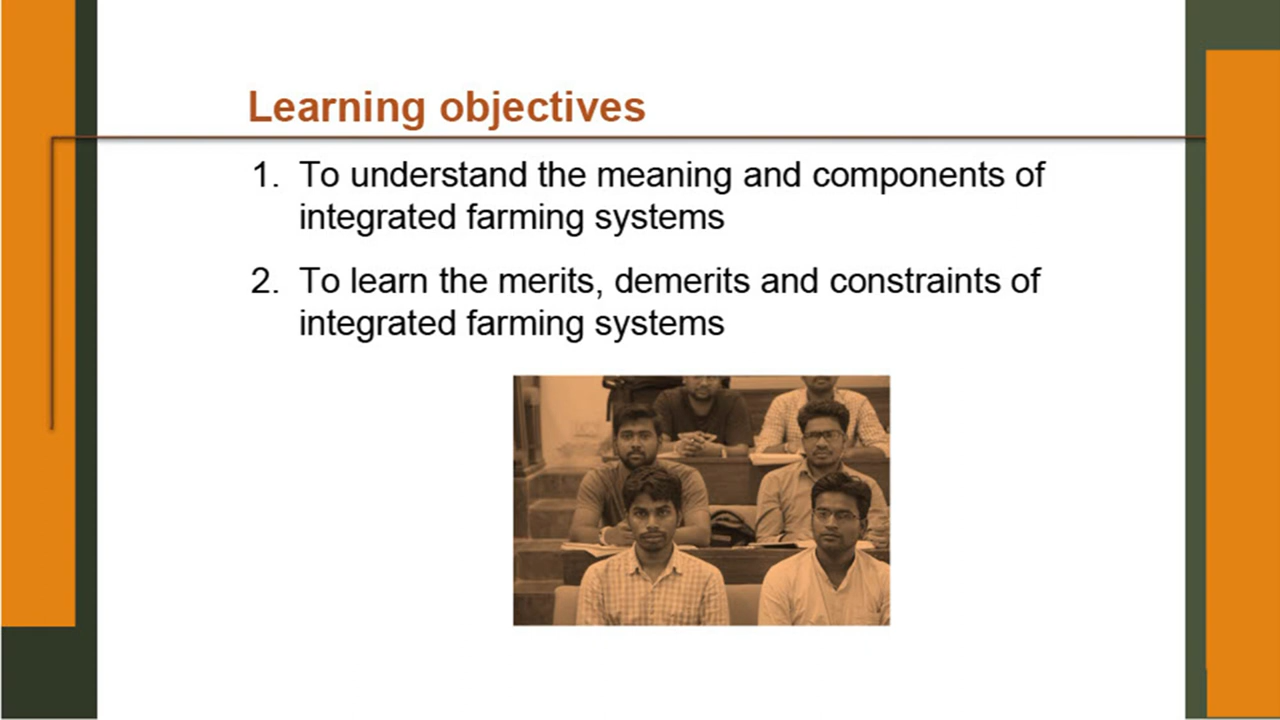 Learning objectives
1. To understand the meaning and components of
integrated farming systems
2. To learn the merits, demerits and constraints of
integrated farming systems